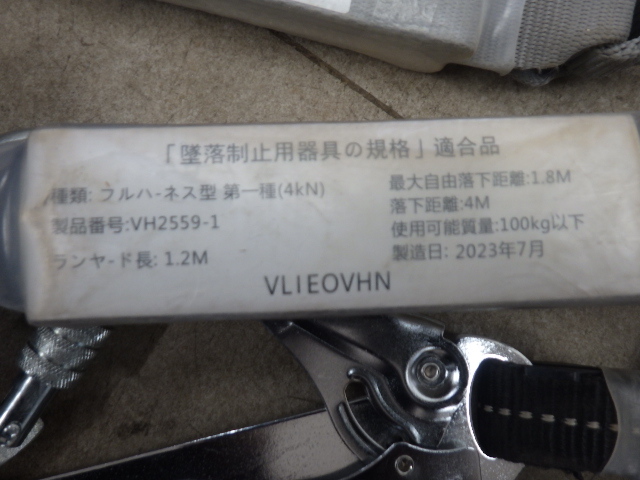 「墜落制止用器具の規格」適合品
種類: フルハーネス型 第一種(4kN)
製品番号:VH2559-1
ランヤード長: 1.2M
最大自由落下距離:1.8M
落下距離:4M
使用可能質量:100kg以下
製造日: 2023年7月
VLIEOVHN